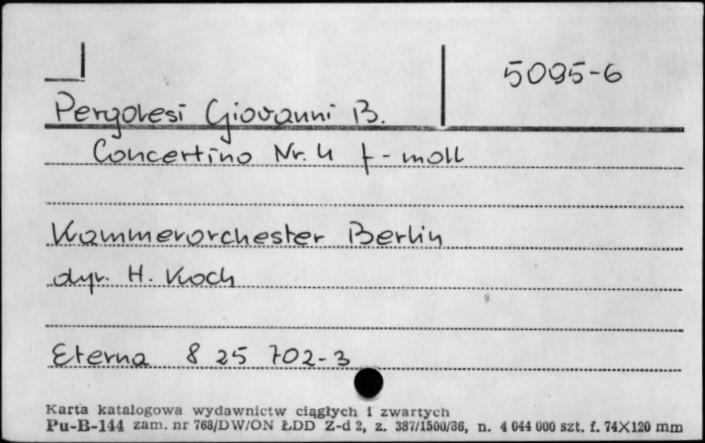 5095-6
Pergolesi Giovanni B.
Concertino Nr. 4 f-moll
Kammerorchester Berlin
dyr. H. Koch
Eterna 8 25 702-3
Karta katalogowa wydawnictw ciągłych i zwartych
Pu-B-144 zam. nr 768/DW/ON ŁDD Z-d 2, z. 387/1500/86, n. 4 044 000 szt. f. 74X120 mm